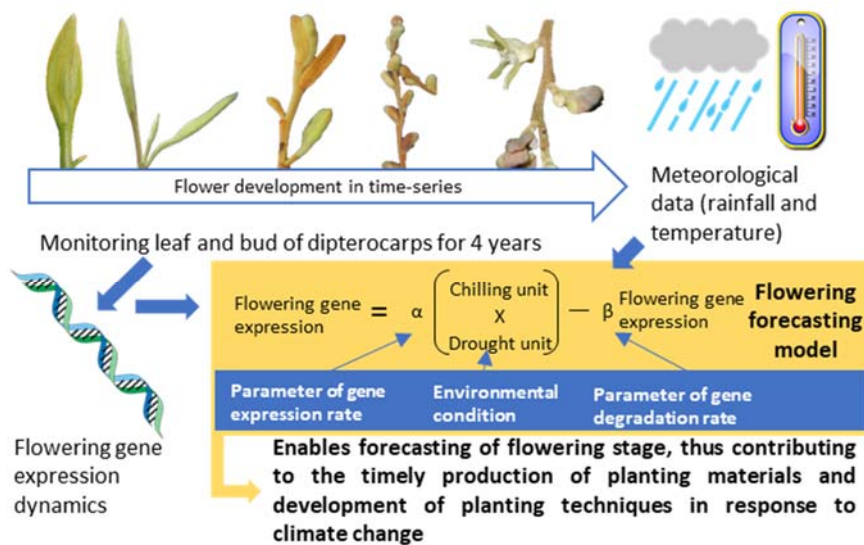 Flower development in time-series
Meteorological
data (rainfall and
temperature)
Monitoring leaf and bud of dipterocarps for 4 years
Flowering gene
expression
=
α
Chilling unit
X
Drought unit
—
β
Flowering gene
expression
Flowering
forecasting
model
Parameter of gene
expression rate
Environmental
condition
Parameter of gene
degradation rate
Flowering gene
expression
dynamics
Enables forecasting of flowering stage, thus contributing
to the timely production of planting materials and
development of planting techniques in response to
climate change